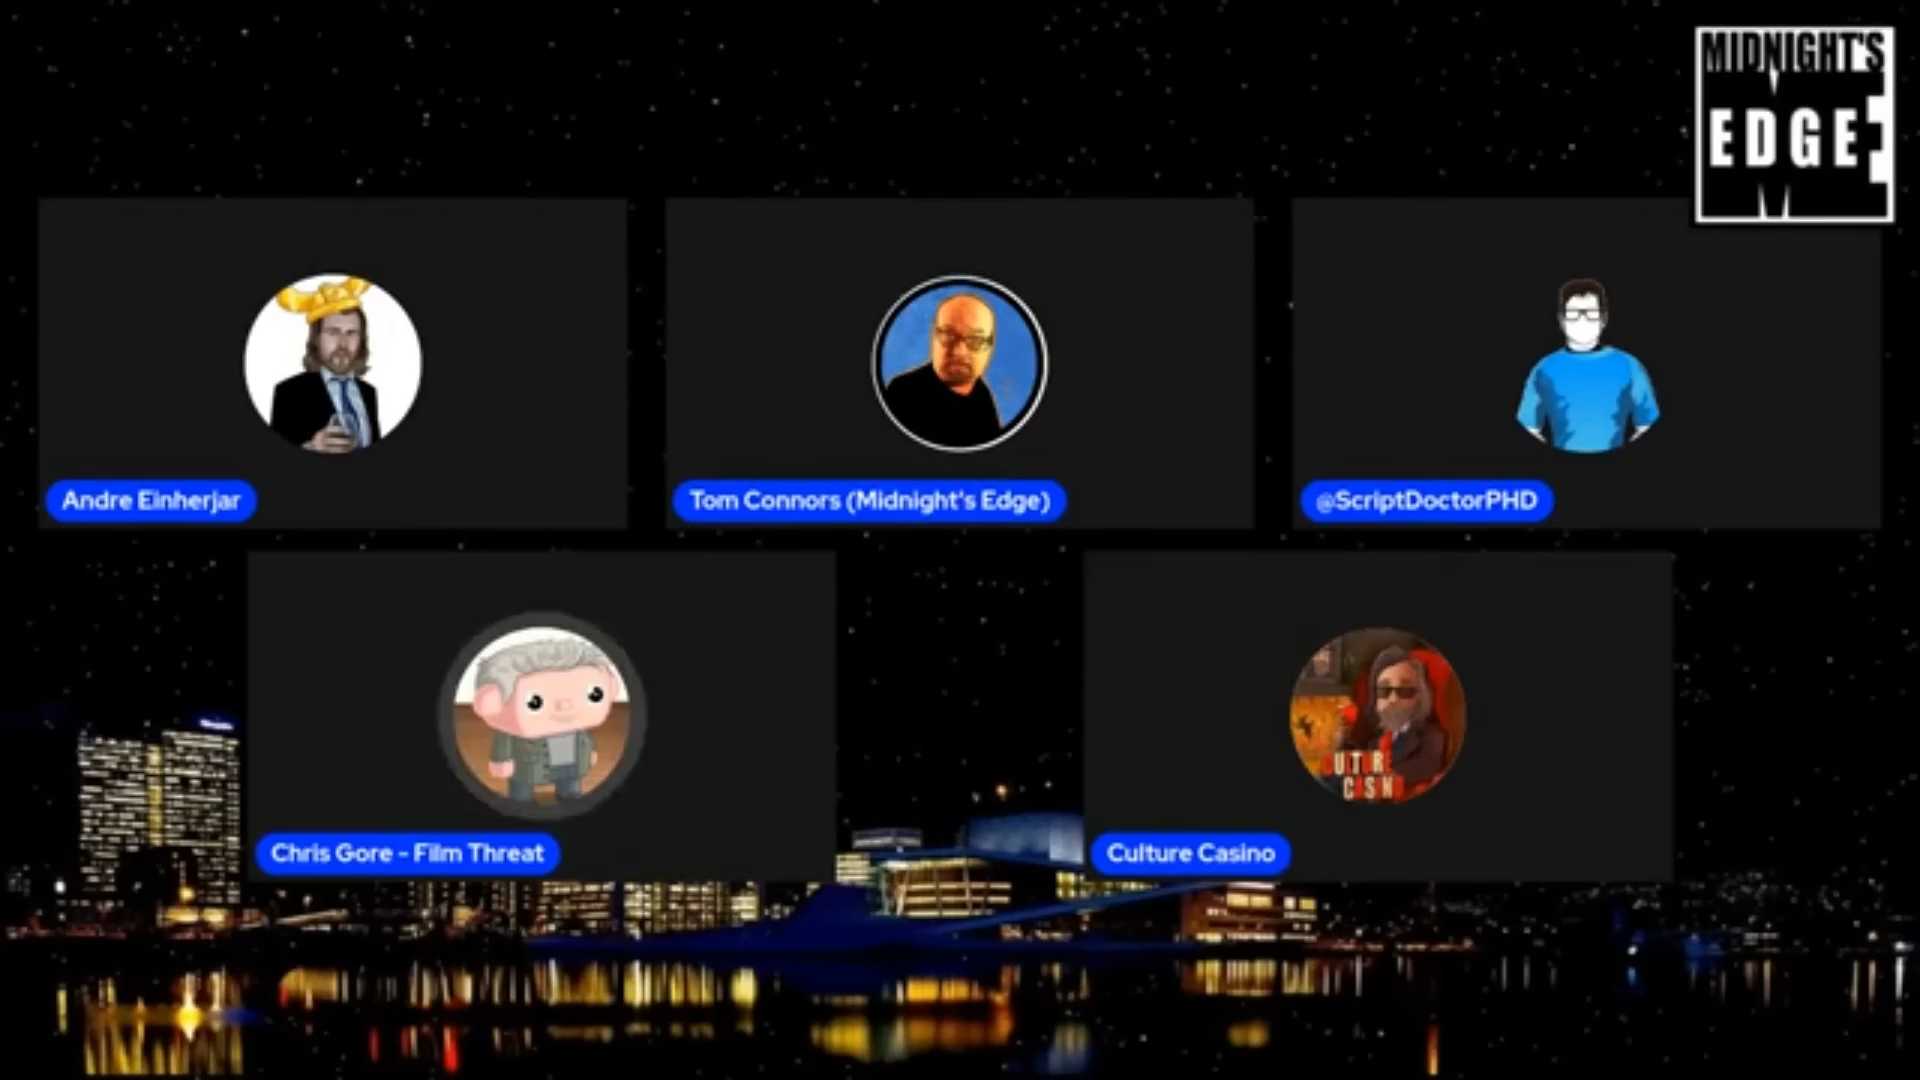 MIDNIGHT'S
EDGE
Andre Einherjar
Tom Connors (Midnight's Edge)
@ScriptDoctorPHD
Chris Gore - Film Threat
Culture Casino